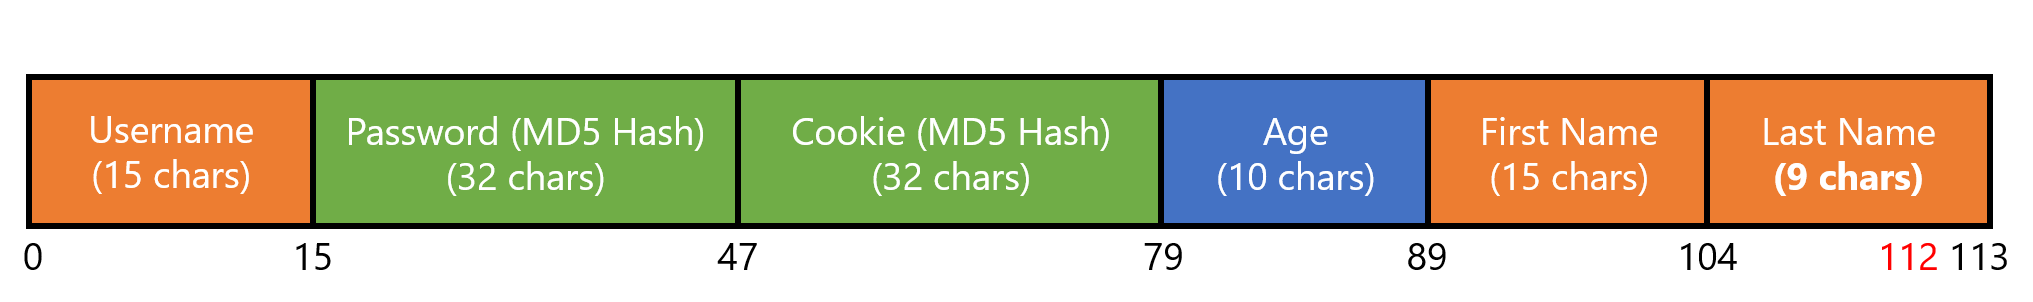 Username
(15 chars)
Password (MD5 Hash)
(32 chars)
Cookie (MD5 Hash)
(32 chars)
Age
(10 chars)
First Name
(15 chars)
Last Name
(9 chars)
0 15 47 79 89 104 112 113